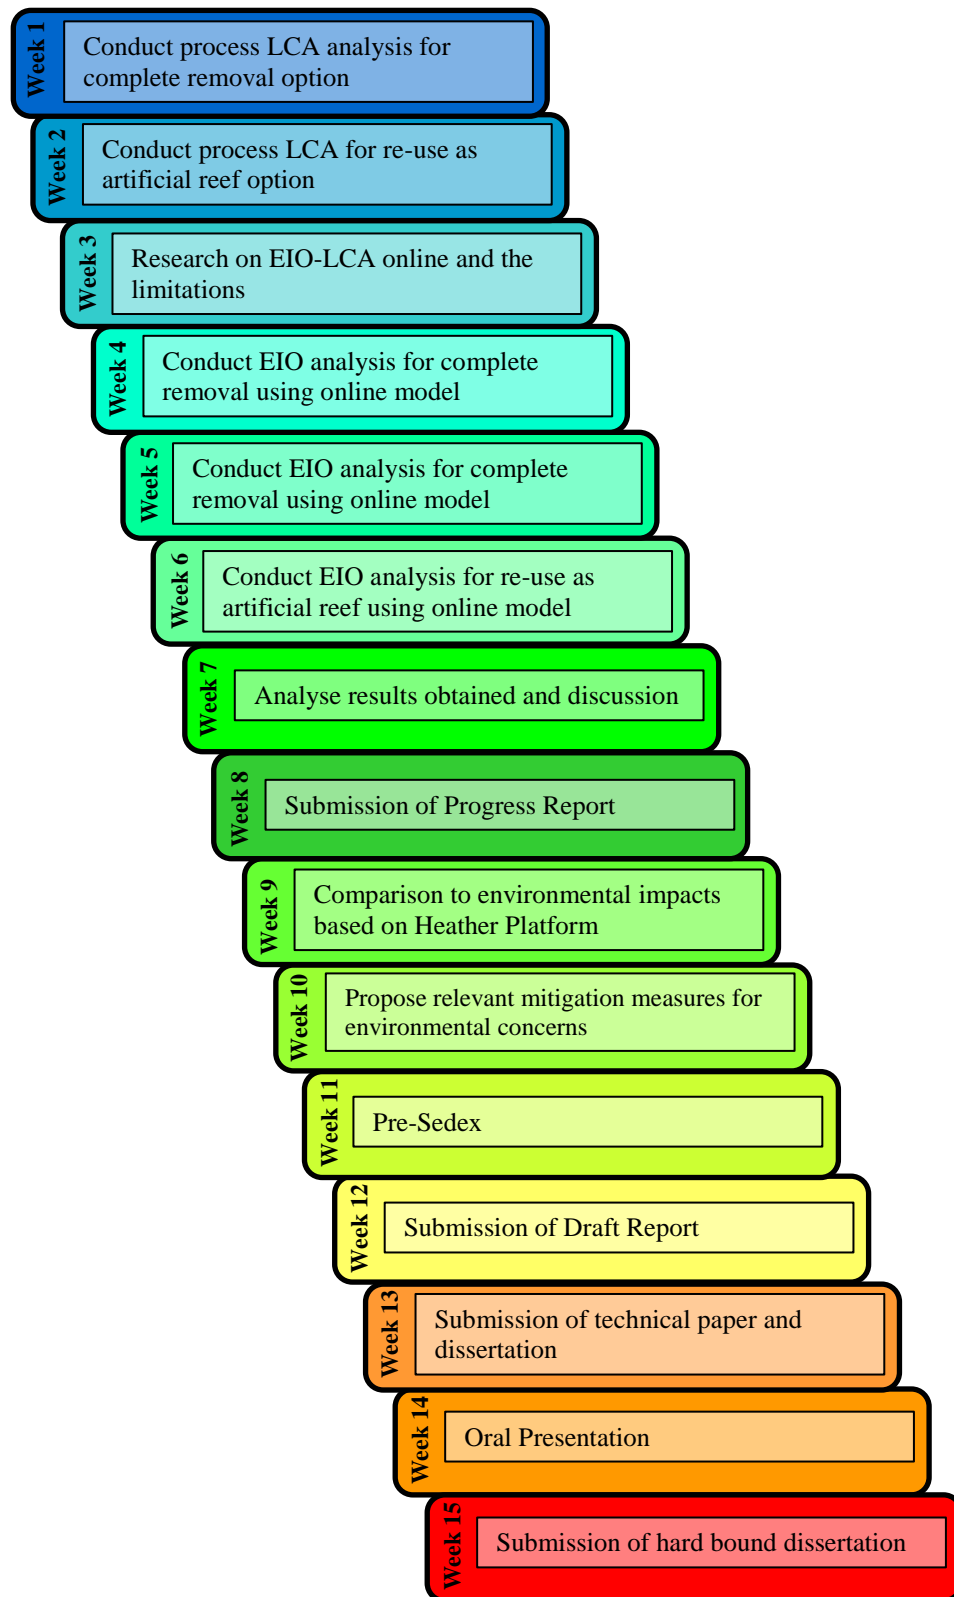 Week 1
Conduct process LCA analysis for
complete removal option
Week 2
Conduct process LCA for re-use as
artificial reef option
Week 3
Research on EIO-LCA online and the
limitations
Week 4
Conduct EIO analysis for complete
removal using online model
Week 5
Conduct EIO analysis for complete
removal using online model
Week 6
Conduct EIO analysis for re-use as
artificial reef using online model
Week 7
Analyse results obtained and discussion
Week 8
Submission of Progress Report
Week 9
Comparison to environmental impacts
based on Heather Platform
Week 10
Propose relevant mitigation measures for
environmental concerns
Week 11
Pre-Sedex
Week 12
Submission of Draft Report
Week 13
Submission of technical paper and
dissertation
Week 14
Oral Presentation
Week 15
Submission of hard bound dissertation